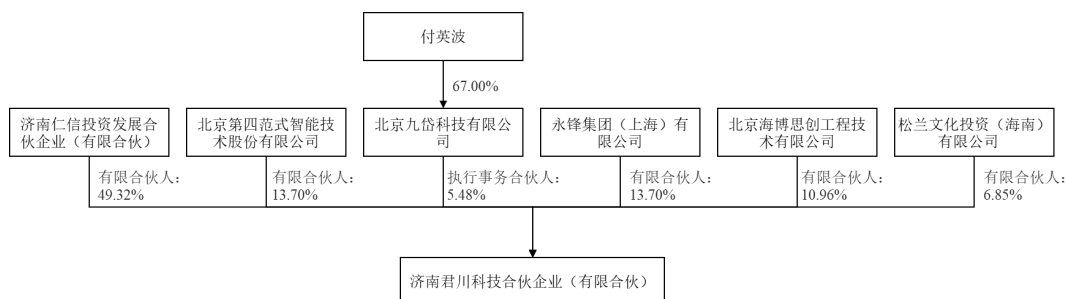 付英波
67.00%
济南仁信投资发展合
伙企业（有限合伙）
北京第四范式智能技
术股份有限公司
北京九岱科技有限公
司
永锋集团（上海）有
限公司
北京海博思创工程技
术有限公司
松兰文化投资（海南）
有限公司
有限合伙人：
49.32%
有限合伙人：
13.70%
执行事务合伙人：
5.48%
有限合伙人：
13.70%
有限合伙人：
10.96%
有限合伙人：
6.85%
济南君川科技合伙企业（有限合伙）